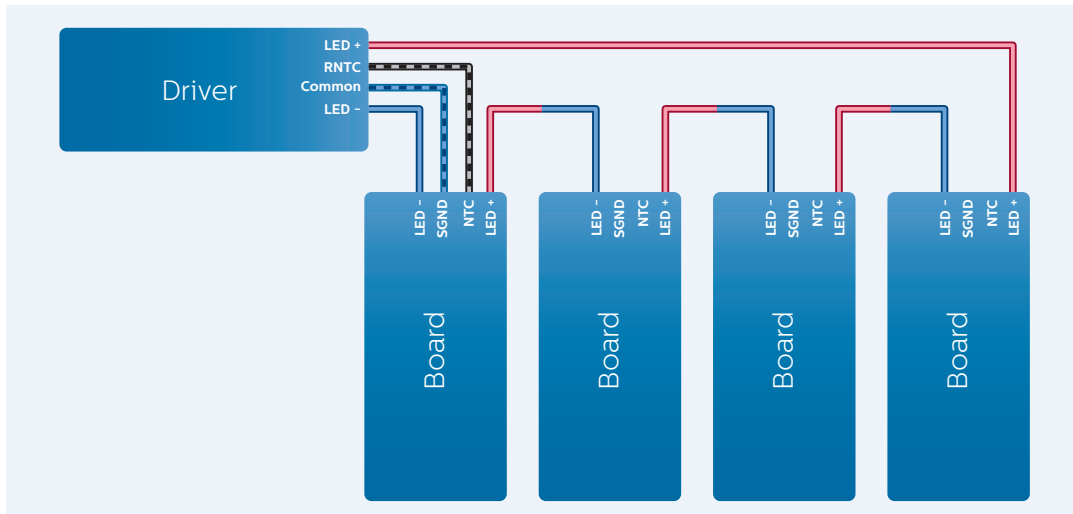 LED +
RNTC
Driver
Common
LED -
LED -
SGND
NTC
LED +
LED -
SGND
NTC
LED +
LED -
SGND
NTC
LED +
LED -
SGND
NTC
LED +
Board
Board
Board
Board